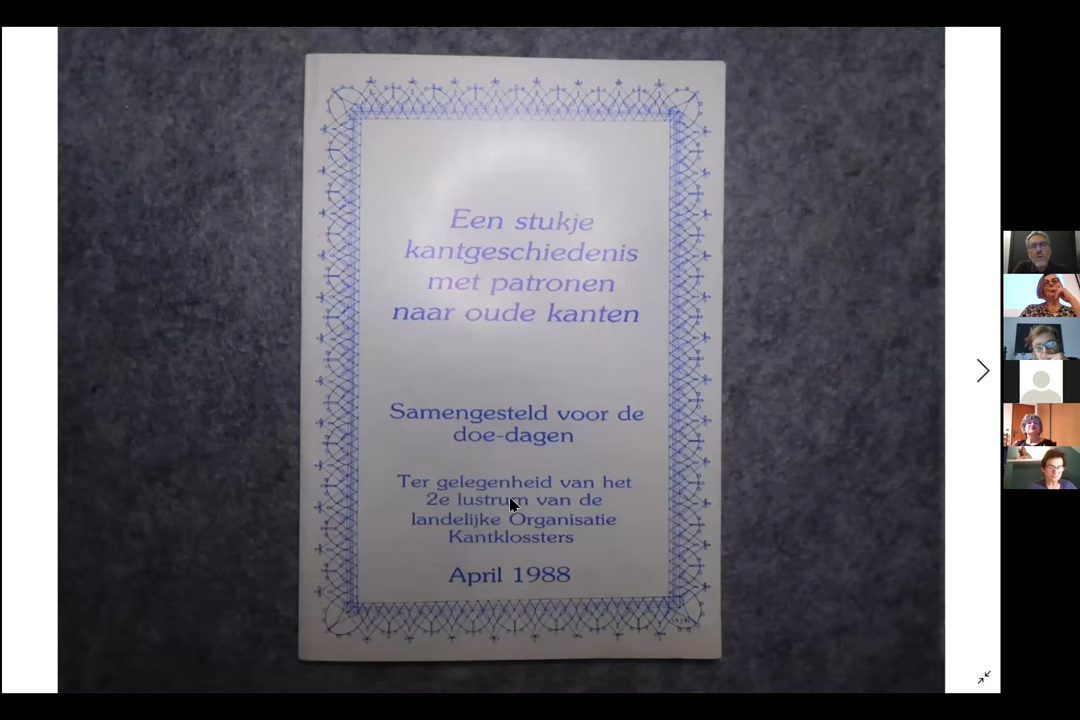 Een stukje
kantgeschiedenis
met patronen
naar oude kanten
Samengesteld voor de
doe-dagen
Ter gelegenheid van het
2e lustrum van de
landelijke Organisatie
Kantklossters
April 1988